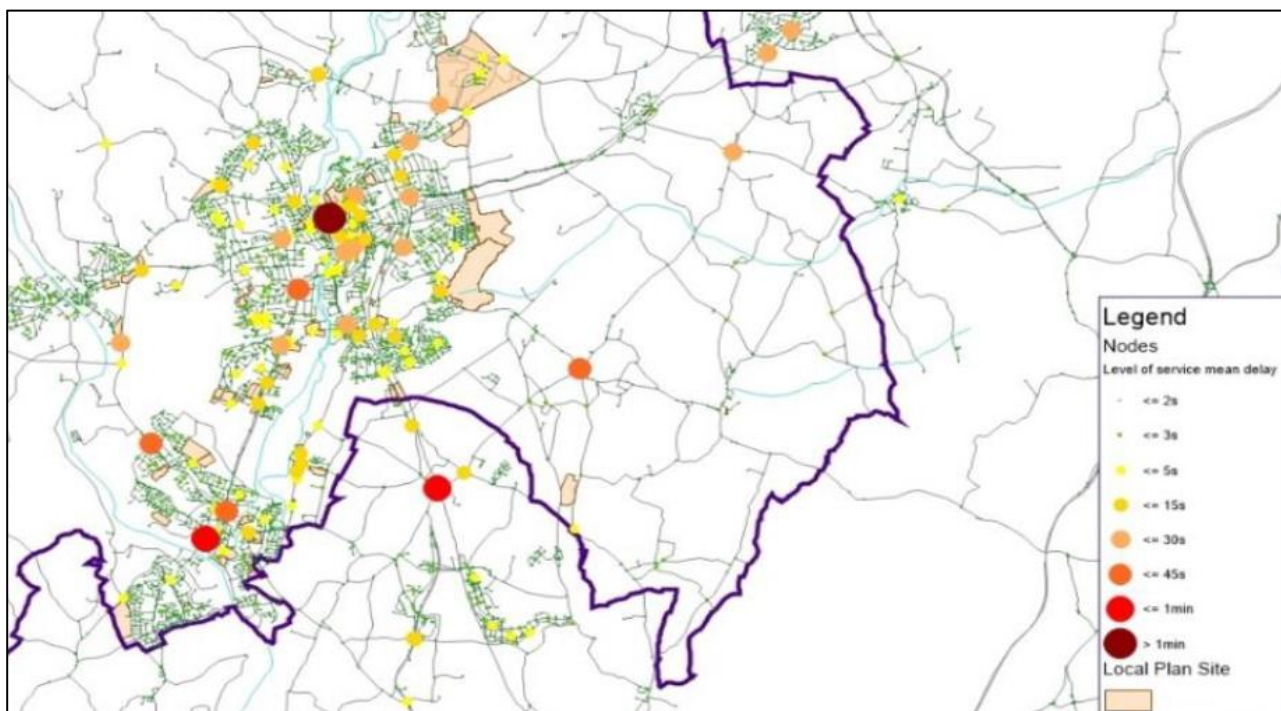 Legend
Nodes
Level of service mean delay
<= 2s
<= 3s
<= 5s
<= 15s
<= 30s
<= 45s
<= 1min
> 1min
Local Plan Site